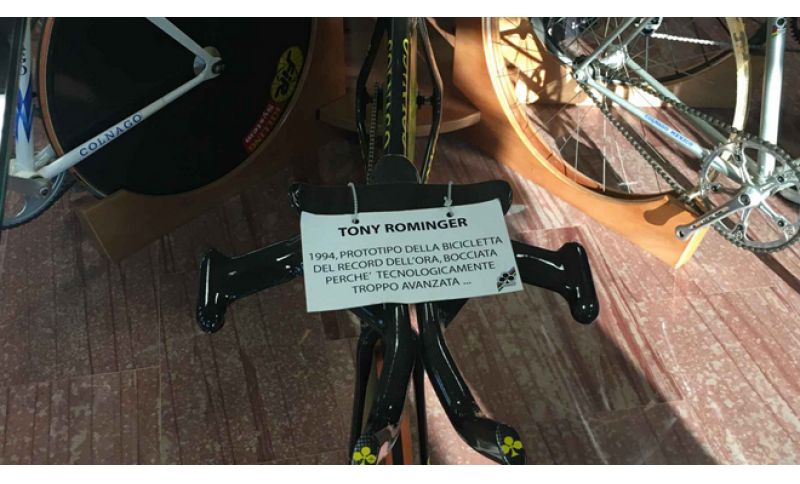 COLNAGO
TONY ROMINGER
1994, PROTOTIPO DELLA BICICLETTA
DEL RECORD DELL'ORA, BOCCIATA
PERCHE' TECNOLOGICAMENTE
TROPPO AVANZATA ...